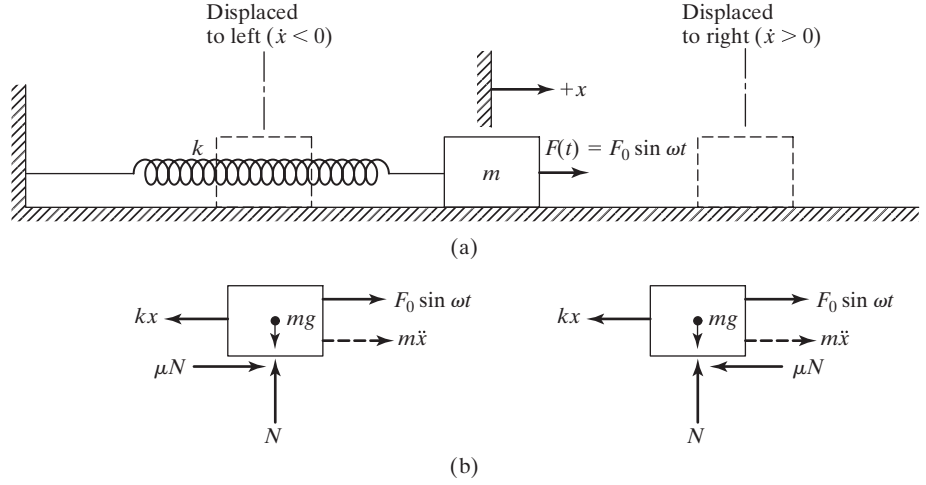 Displaced
to left (ẋ < 0)
Displaced
to right (ẋ > 0)
+x
k
F(t) = F₀ sin ωt
m
(a)
F₀ sin ωt
kx
mg
mẍ
μN
N
F₀ sin ωt
kx
mg
mẍ
μN
N
(b)